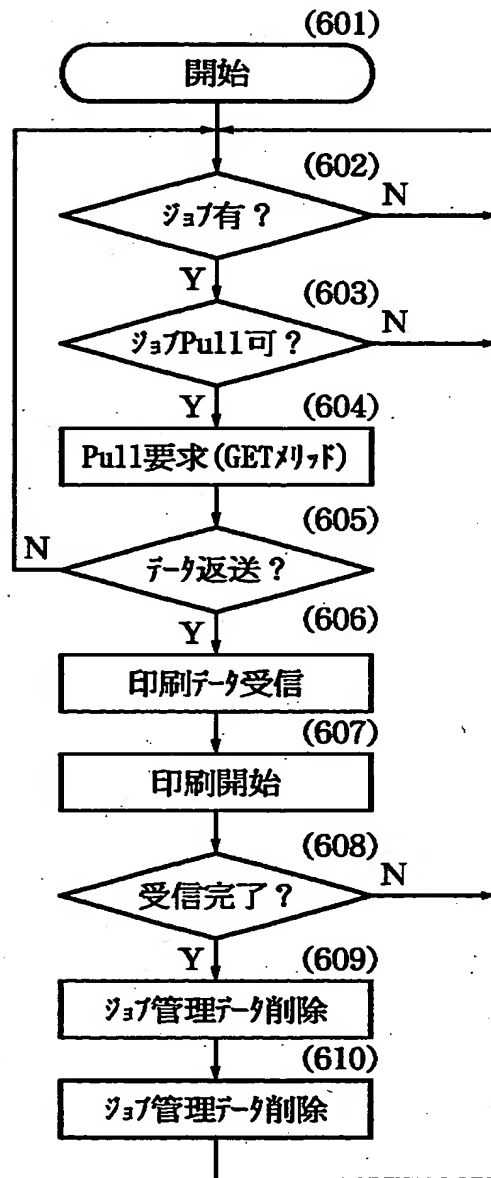 (601)
開始
(602)
ジョブ有?
N
Y
(603)
ジョブPull可?
N
Y
(604)
Pull要求(GETメソッド)
(605)
データ返送?
N
Y
(606)
印刷データ受信
(607)
印刷開始
(608)
受信完了?
N
Y
(609)
ジョブ管理データ削除
(610)
ジョブ管理データ削除